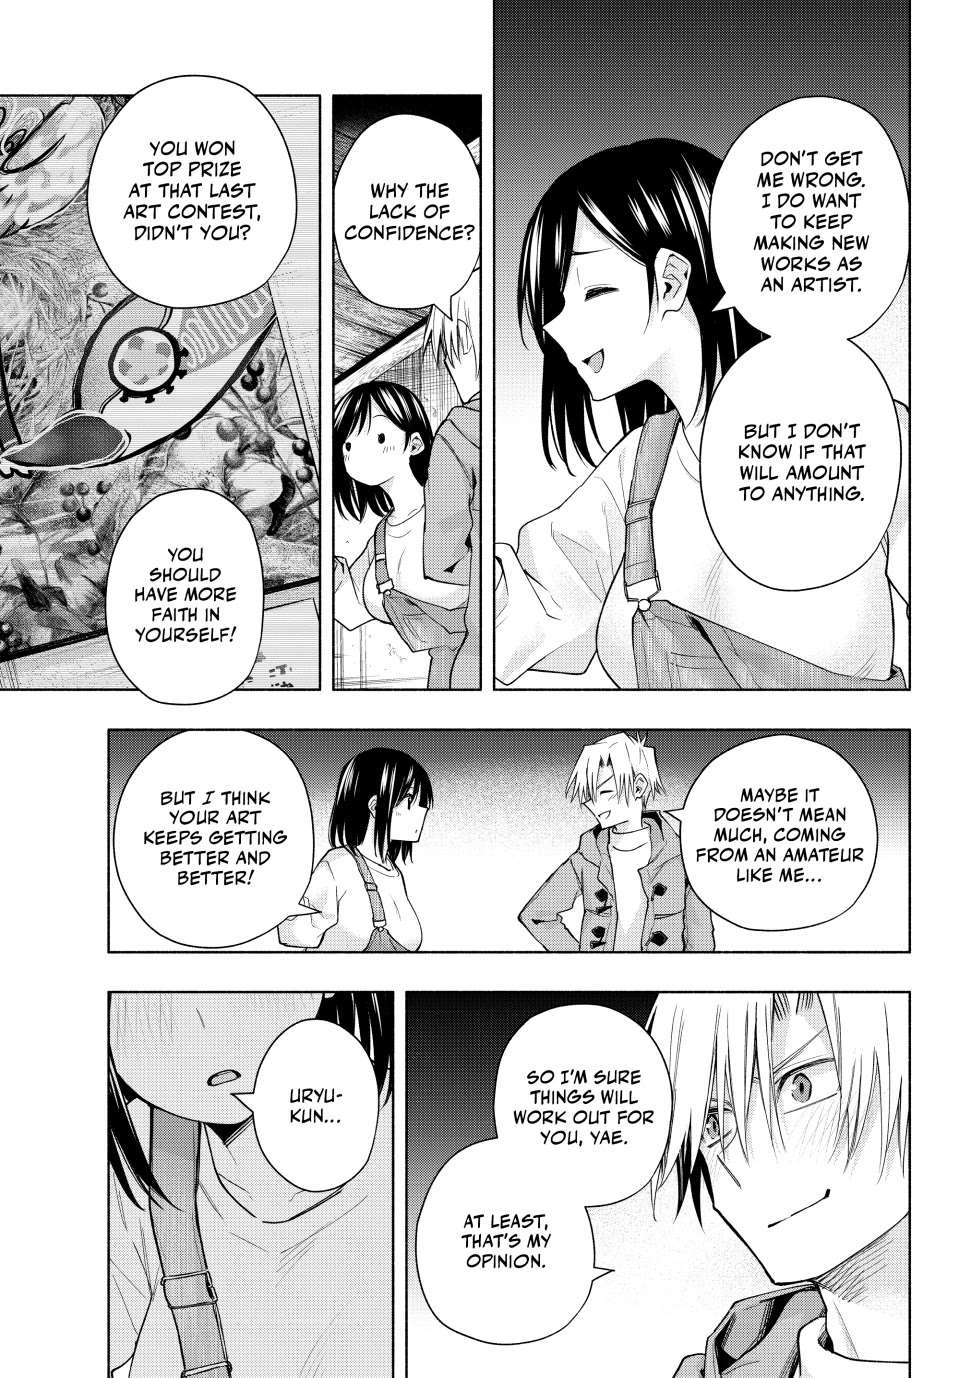 DON'T GET
ME WRONG.
I DO WANT
TO KEEP
MAKING NEW
WORKS AS
AN ARTIST.
BUT I DON'T
KNOW IF THAT
WILL AMOUNT
TO ANYTHING.
WHY THE
LACK OF
CONFIDENCE?
YOU WON
TOP PRIZE
AT THAT LAST
ART CONTEST,
DIDN'T YOU?
YOU
SHOULD
HAVE MORE
FAITH IN
YOURSELF!
MAYBE IT
DOESN'T MEAN
MUCH, COMING
FROM AN AMATEUR
LIKE ME...
BUT I THINK
YOUR ART
KEEPS GETTING
BETTER AND
BETTER!
SO I'M SURE
THINGS WILL
WORK OUT FOR
YOU, YAE.
AT LEAST,
THAT'S MY
OPINION.
URYU-
KUN...